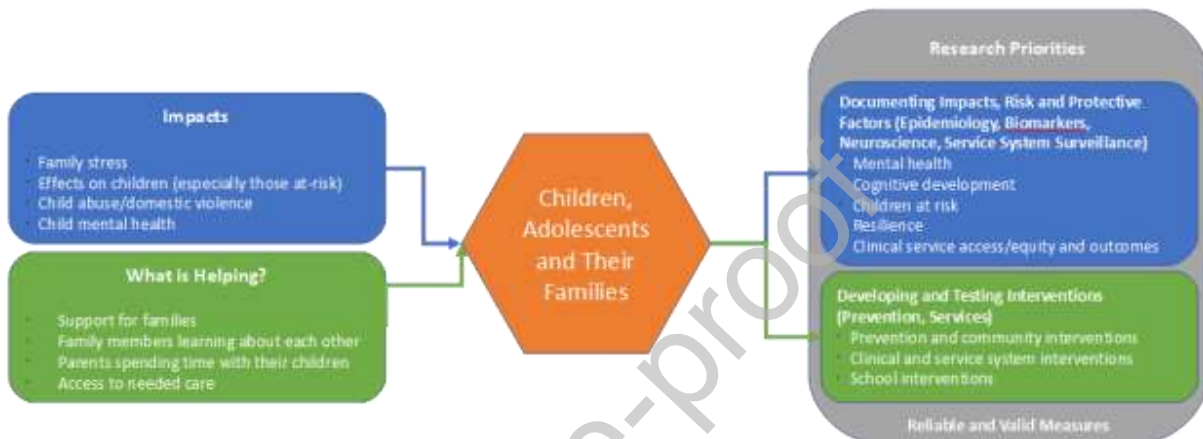 Impacts
Family stress
Effects on children (especially those at-risk)
Child abuse/domestic violence
Child mental health
What is Helping?
Support for families
Family members learning about each other
Parents spending time with their children
Access to needed care
Children,
Adolescents
and Their
Families
Research Priorities
Documenting Impacts, Risk and Protective
Factors (Epidemiology, Biomarkers,
Neuroscience, Service System Surveillance)
Mental health
Cognitive development
Children at risk
Resilience
Clinical service access/equity and outcomes
Developing and Testing Interventions
(Prevention, Services)
Prevention and community interventions
Clinical and service system interventions
School interventions
Reliable and Valid Measures